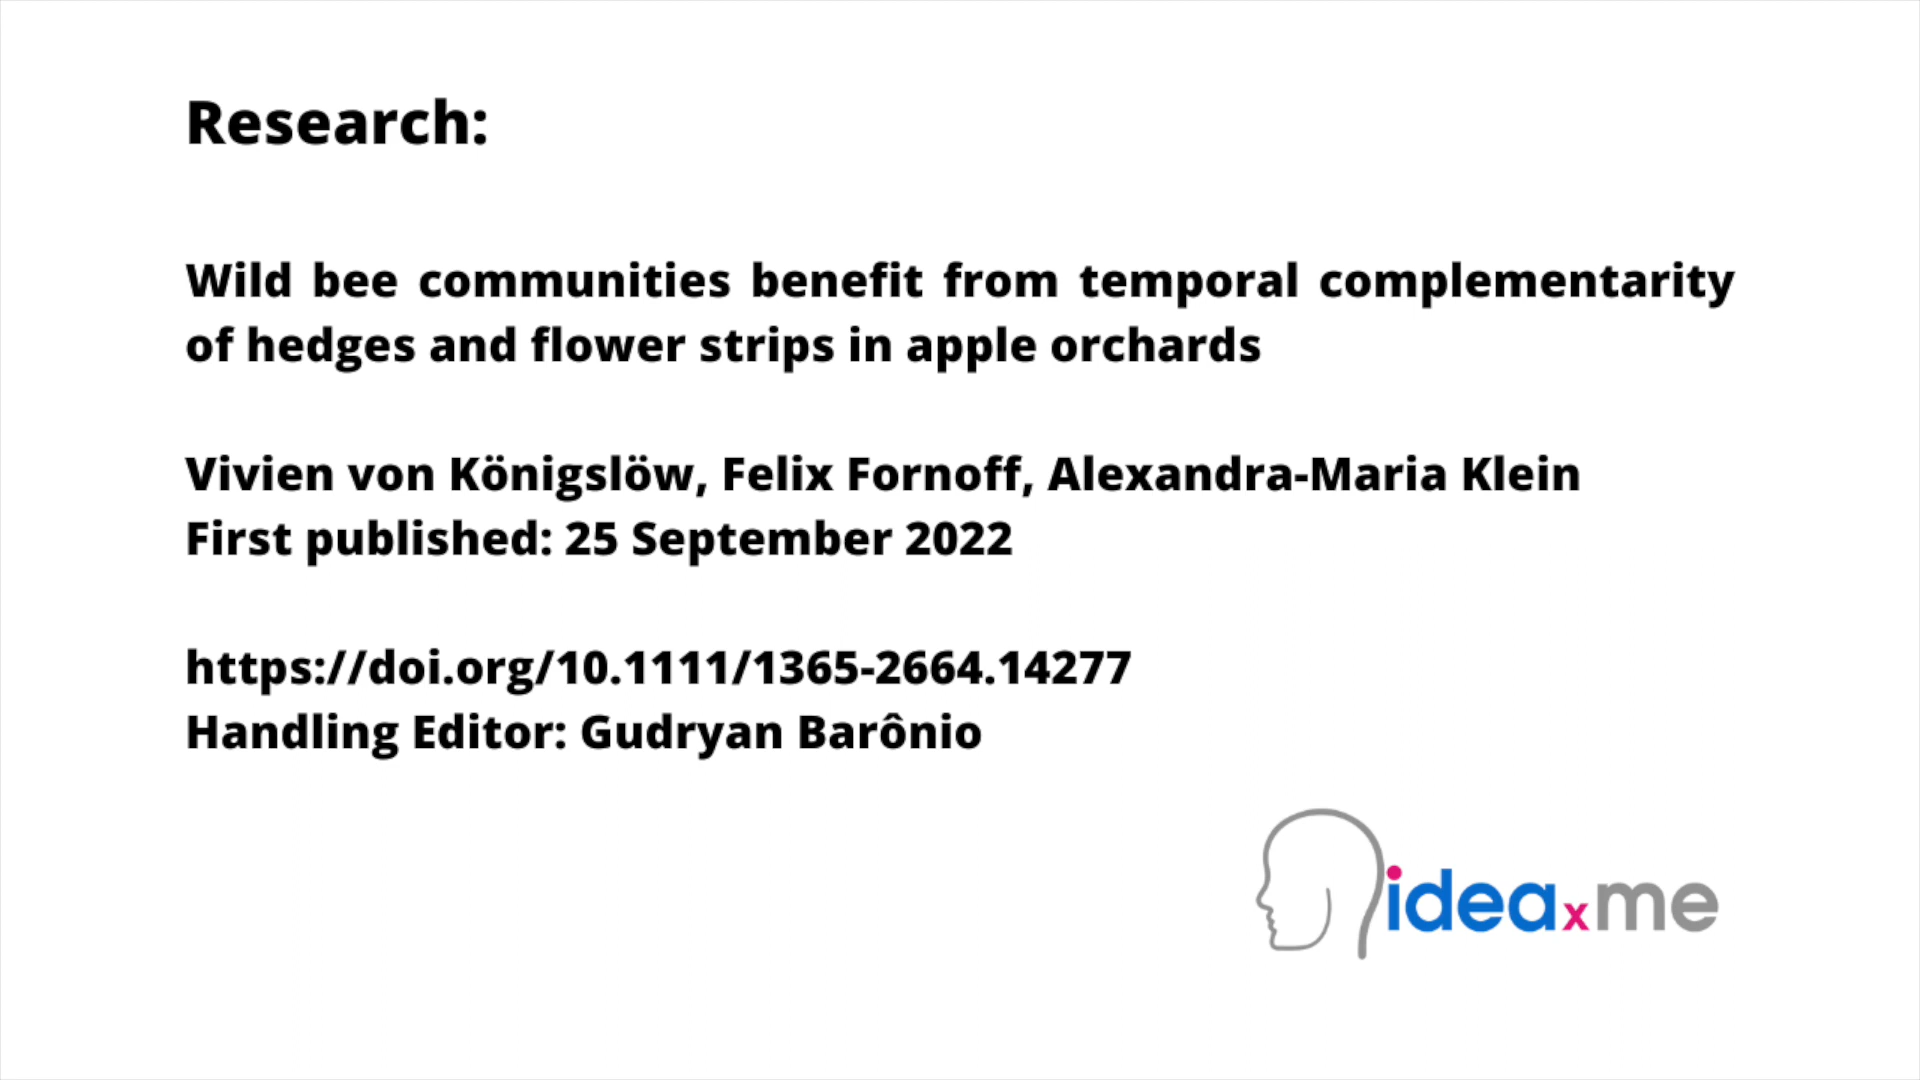 Research:
Wild bee communities benefit from temporal complementarity
of hedges and flower strips in apple orchards
Vivien von Königslöw, Felix Fornoff, Alexandra-Maria Klein
First published: 25 September 2022
https://doi.org/10.1111/1365-2664.14277
Handling Editor: Gudryan Barônio
ideaxme